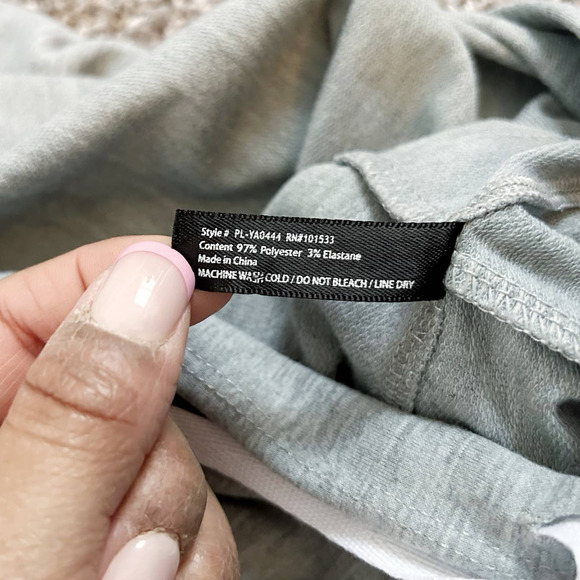 Style # PL-YA0444 RN#101533
Content 97% Polyester 3% Elastane
Made in China
MACHINE WASH COLD / DO NOT BLEACH / LINE DRY